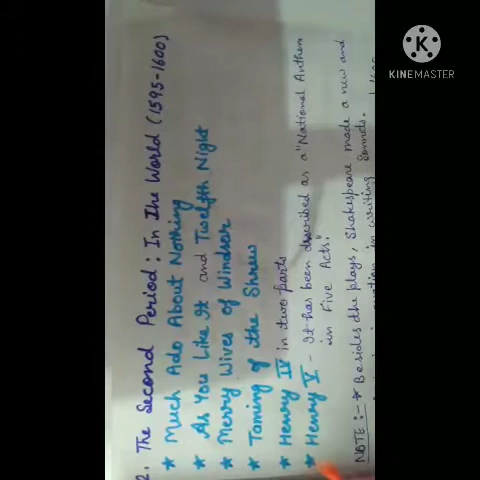 2. The Second Period: In The World (1595-1600)
* Much Ado About Nothing
* As You Like It and Twelfth Night
* Merry Wives of Windsor
* Taming of the Shrew
* Henry IV in two parts
* Henry V - It has been described as a "National Anthem
in Five Acts".
NOTE :- * Besides the plays, Shakespeare made a new and
in writing Sonnets.
K
KINEMASTER